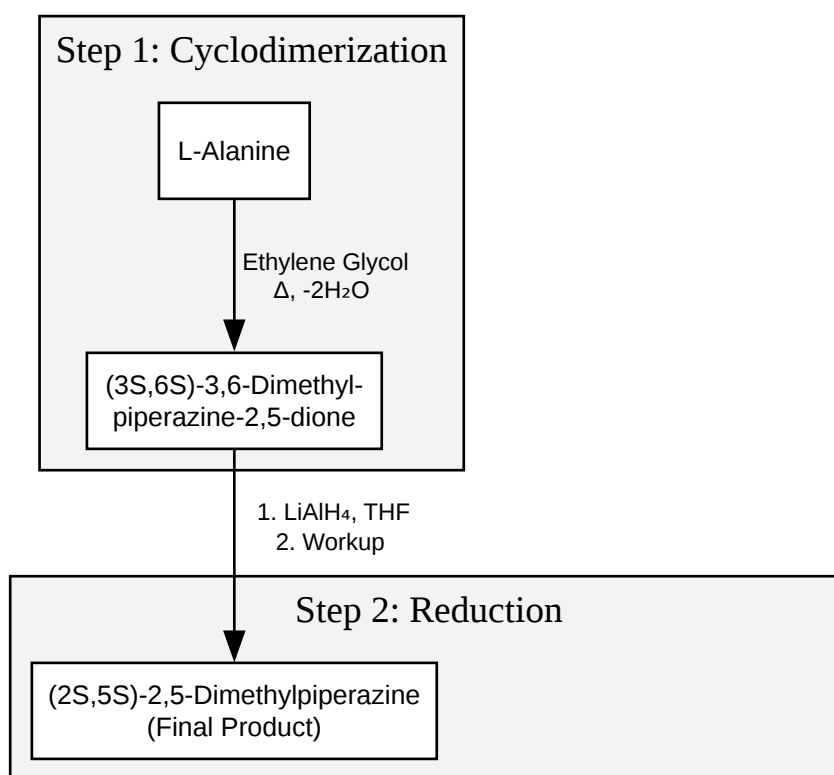 Step 1: Cyclodimerization
L-Alanine
Ethylene Glycol
Δ, -2H₂O
(3S,6S)-3,6-Dimethyl-
piperazine-2,5-dione
1. LiAlH₄, THF
2. Workup
Step 2: Reduction
(2S,5S)-2,5-Dimethylpiperazine
(Final Product)